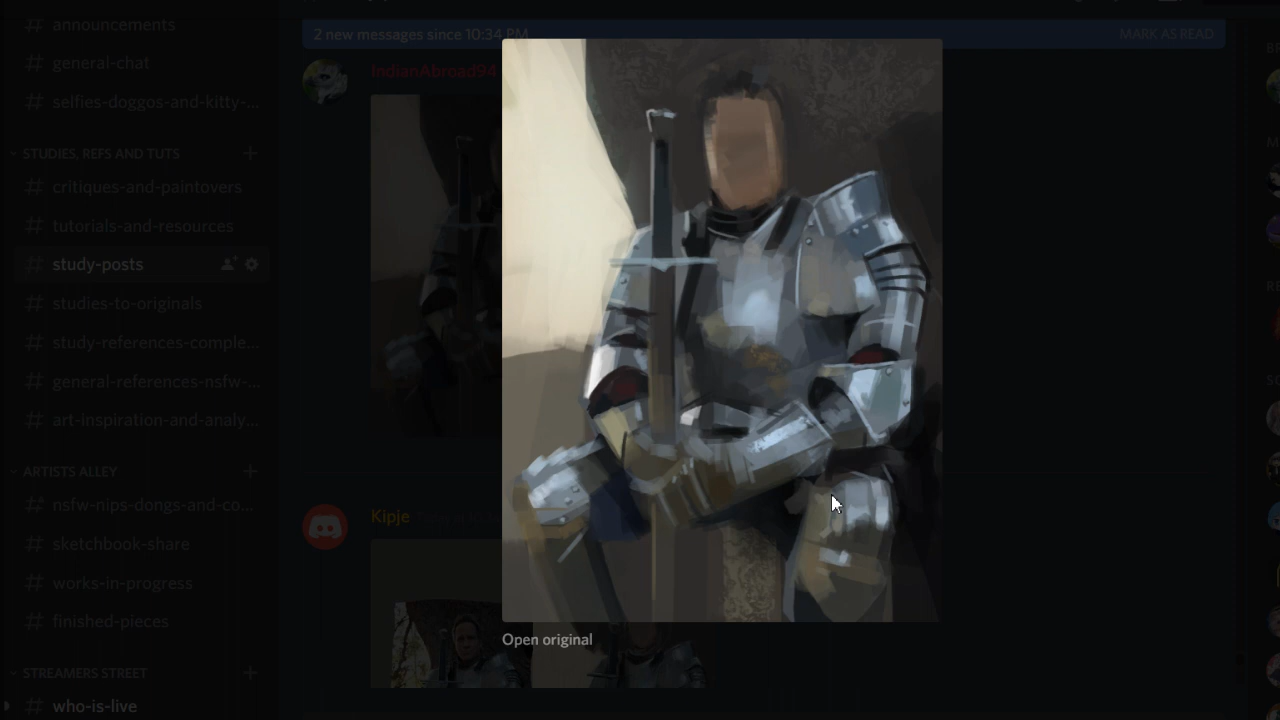 announcements
general-chat
selfies-doggos-and-kitty-...
STUDIES, REFS AND TUTS
critiques-and-paintovers
tutorials-and-resources
study-posts
studies-to-originals
study-references-comple...
general-references-nsfw-...
art-inspiration-and-analy...
ARTISTS ALLEY
nsfw-nips-dongs-and-co...
sketchbook-share
works-in-progress
finished-pieces
STREAMERS STREET
who-is-live
2 new messages since 10:34 PM
MARK AS READ
IndianAbroad94
Kipje
Open original